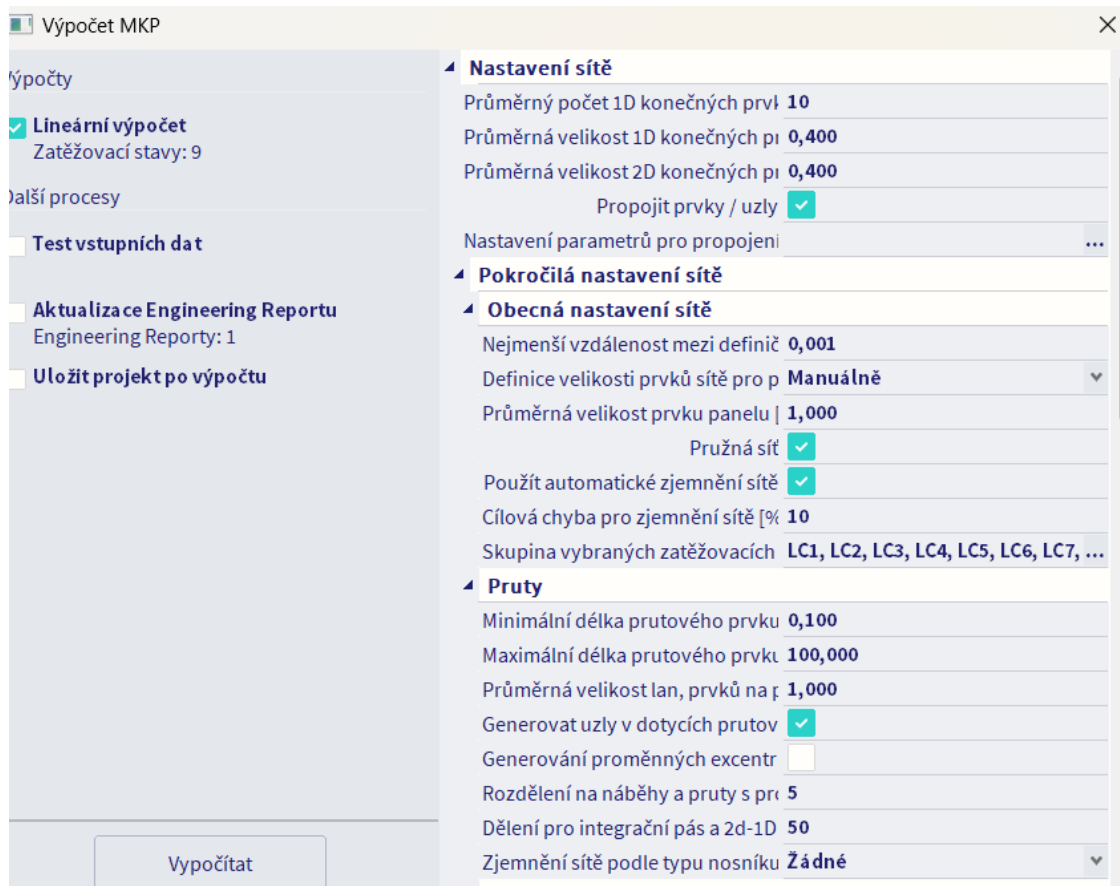 Výpočet MKP
Výpočty
Lineární výpočet
Zatěžovací stavy: 9
Další procesy
Test vstupních dat
Aktualizace Engineering Reportu
Engineering Reporty: 1
Uložit projekt po výpočtu
Vypočítat
Nastavení sítě
Průměrný počet 1D konečných prvk 10
Průměrná velikost 1D konečných pr 0,400
Průměrná velikost 2D konečných pr 0,400
Propojit prvky / uzly
Nastavení parametrů pro propojení ...
Pokročilá nastavení sítě
Obecná nastavení sítě
Nejmenší vzdálenost mezi definič 0,001
Definice velikosti prvků sítě pro p Manuálně
Průměrná velikost prvku panelu [ 1,000
Pružná síť
Použít automatické zjemnění sítě
Cílová chyba pro zjemnění sítě [% 10
Skupina vybraných zatěžovacích LC1, LC2, LC3, LC4, LC5, LC6, LC7, ...
Pruty
Minimální délka prutového prvku 0,100
Maximální délka prutového prvku 100,000
Průměrná velikost lan, prvků na p 1,000
Generovat uzly v dotycích prutov
Generování proměnných excentr
Rozdělení na náběhy a pruty s pro 5
Dělení pro integrační pás a 2d-1D 50
Zjemnění sítě podle typu nosníku Žádné